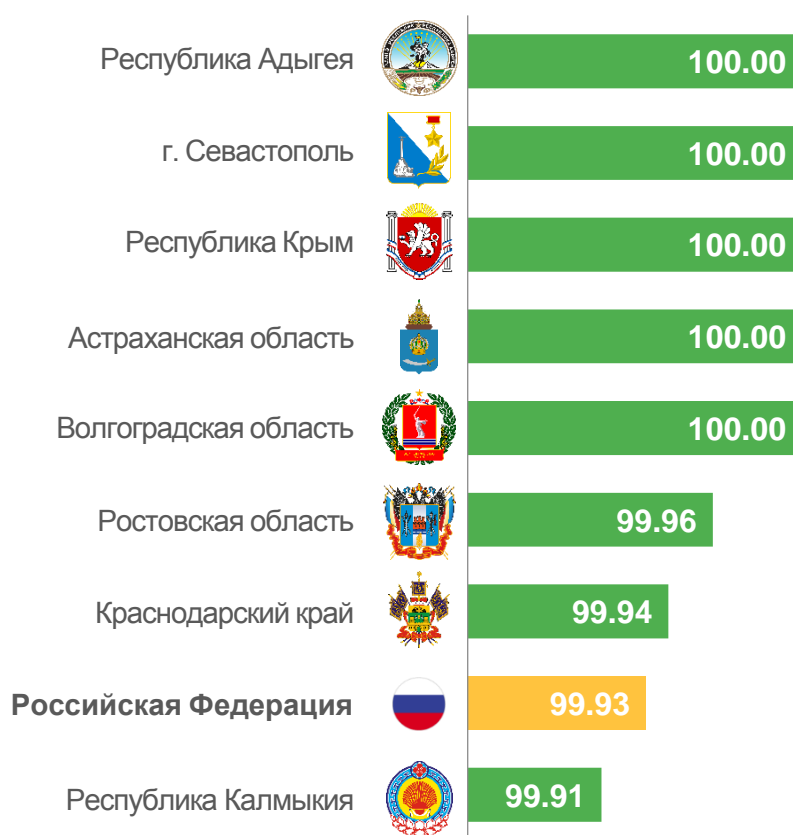 Республика Адыгея 100.00
г. Севастополь 100.00
Республика Крым 100.00
Астраханская область 100.00
Волгоградская область 100.00
Ростовская область 99.96
Краснодарский край 99.94
Российская Федерация 99.93
Республика Калмыкия 99.91